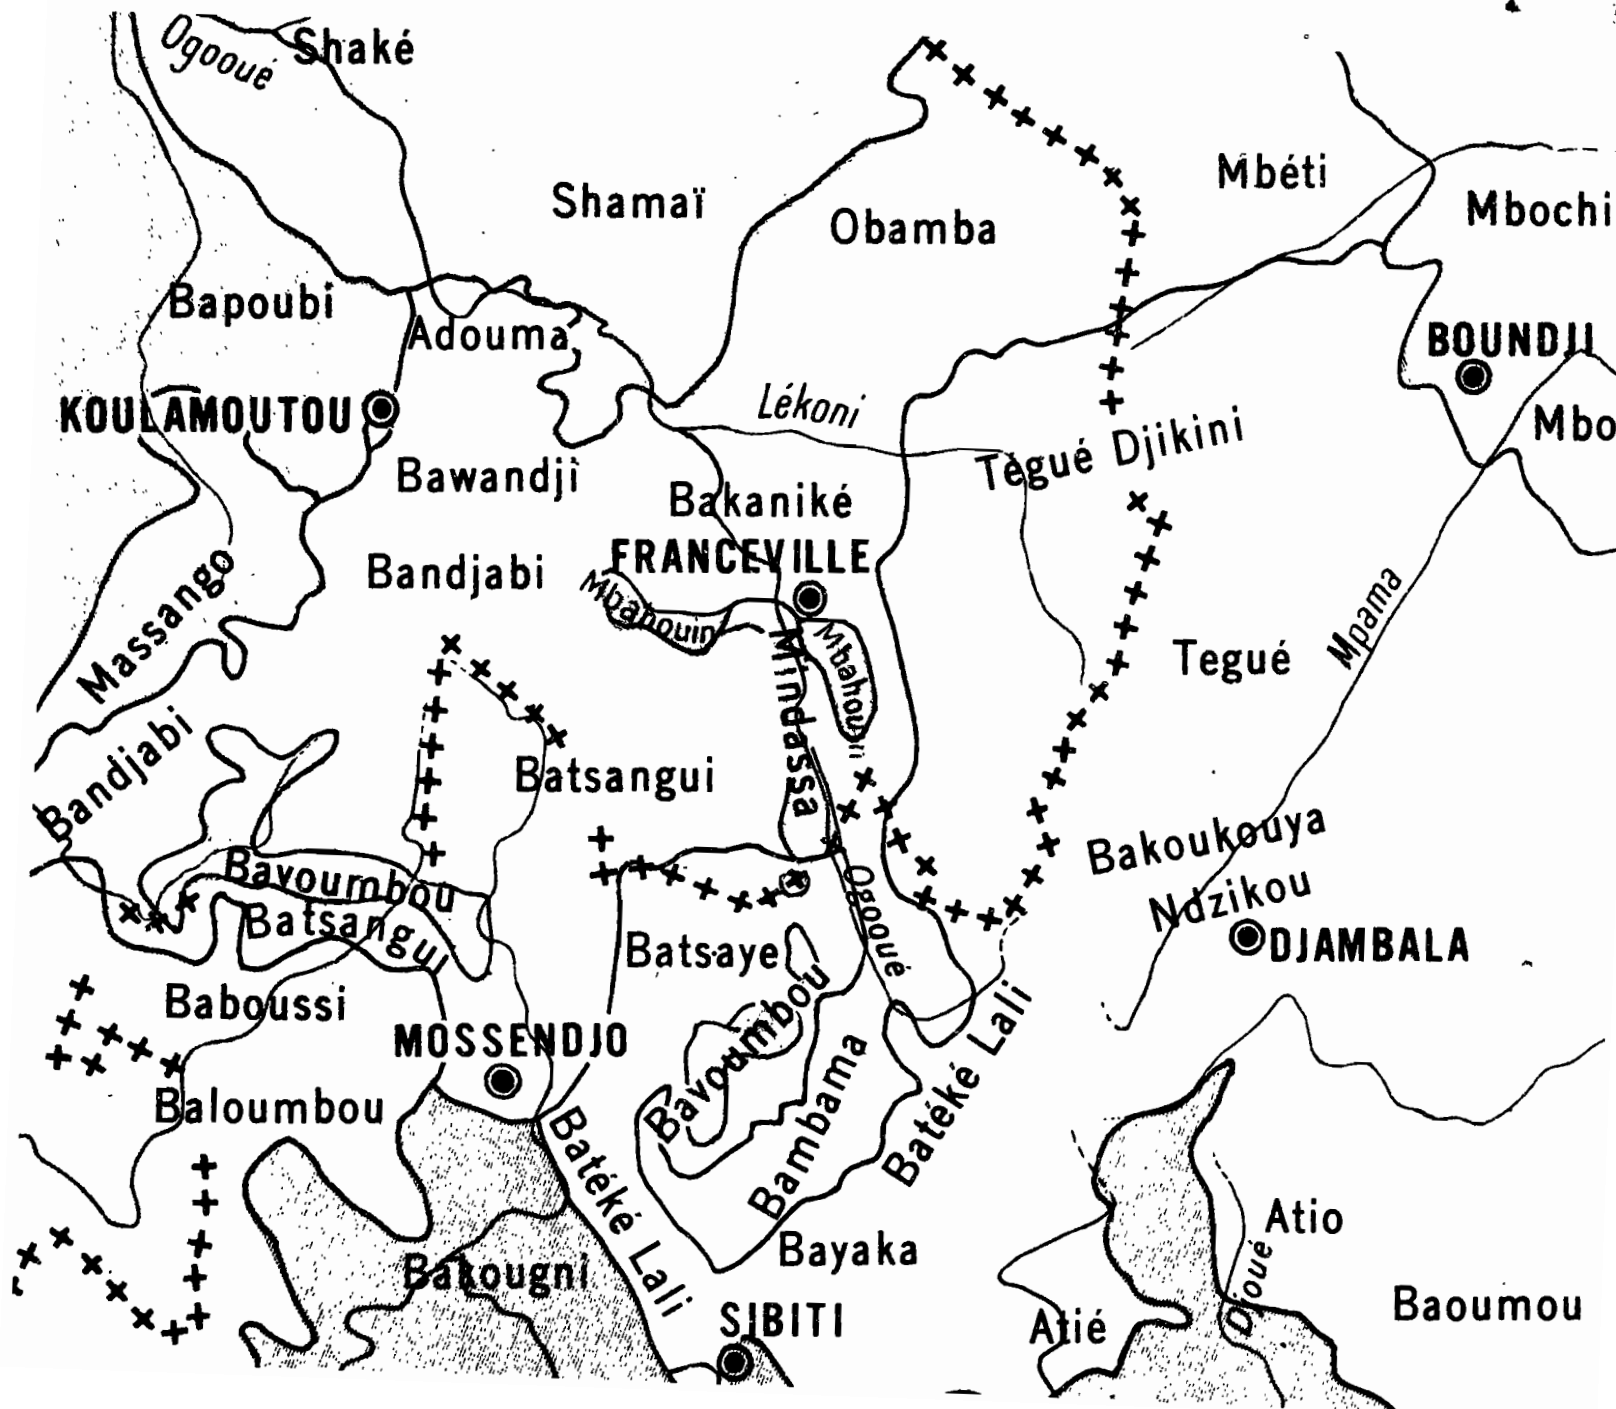 Ogooué
Shaké
Shamaï
Obamba
Mbéti
Mbochi
Bapoubi
Adouma
BOUNDJI
KOULAMOUTOU
Lékoni
Mbo
Tègué Djikini
Bawandji
Bakaniké
FRANCEVILLE
Bandjabi
Mbahouin
Massango
Mindassa
Mbahouin
Tegué
Mpama
Bandjabi
Batsangui
Bakoukouya
Bavoumbou
Ndzikou
Batsangui
Ogooué
Batsaye
DJAMBALA
Baboussi
MOSSENDJO
Bavoumbou
Batéké Lali
Baloumbou
Bambama
Batéké Lali
Atio
Bayaka
Bakougni
Djoué
SIBITI
Atié
Baoumou